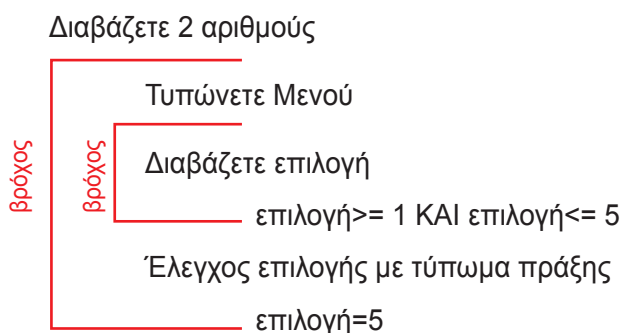 Διαβάζετε 2 αριθμούς
βρόχος
Τυπώνετε Μενού
βρόχος
Διαβάζετε επιλογή
επιλογή>= 1 ΚΑΙ επιλογή<= 5
Έλεγχος επιλογής με τύπωμα πράξης
επιλογή=5